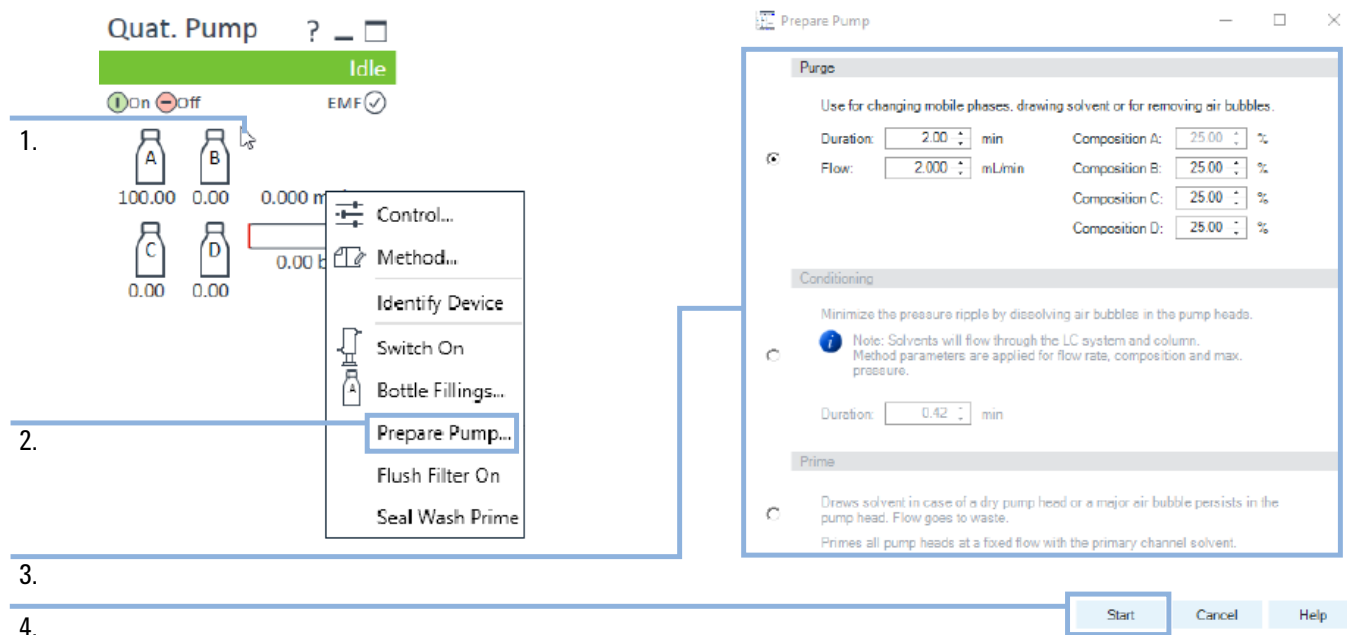 Quat. Pump ?
Idle
On Off EMF
1.
A B
100.00 0.00 0.000 m
C D
0.00 b
0.00 0.00
Control...
Method...
Identify Device
Switch On
A Bottle Fillings...
2.
Prepare Pump...
Flush Filter On
Seal Wash Prime
3.
4.
Prepare Pump
Purge
Use for changing mobile phases, drawing solvent or for removing air bubbles.
Duration: 2.00 min Composition A: 25.00 %
Flow: 2.000 mL/min Composition B: 25.00 %
Composition C: 25.00 %
Composition D: 25.00 %
Conditioning
Minimize the pressure ripple by dissolving air bubbles in the pump heads.
i Note: Solvents will flow through the LC system and column.
Method parameters are applied for flow rate, composition and max.
pressure.
Duration: 0.42 min
Prime
Draws solvent in case of a dry pump head or a major air bubble persists in the
pump head. Flow goes to waste.
Primes all pump heads at a fixed flow with the primary channel solvent.
Start Cancel Help